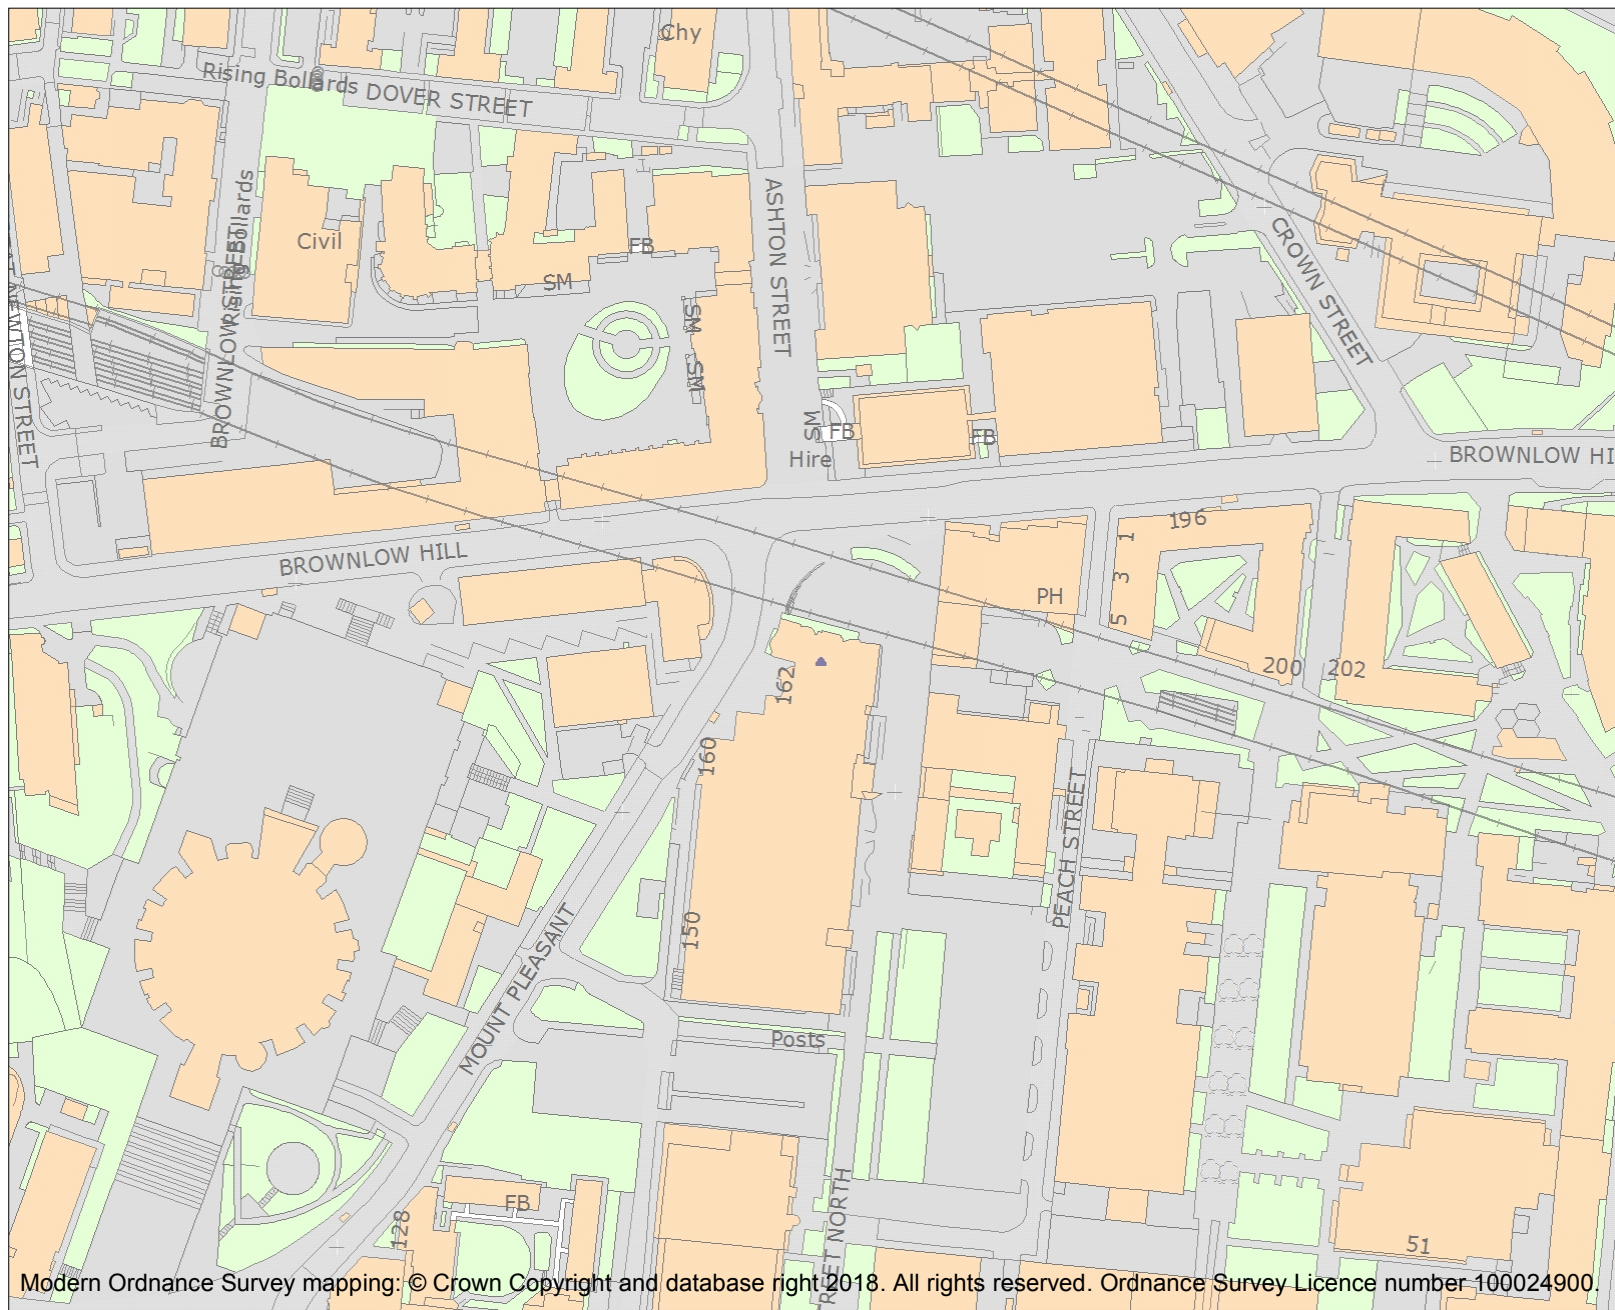 Chy
Rising Bollards
DOVER STREET
Rising Bollards
Civil
FB
SM
SM
SM
ASHTON STREET
CROWN STREET
BROWNLOW STREET
NEWTON STREET
SM
FB
FB
Hire
BROWNLOW HI
196
1
3
5
PH
BROWNLOW HILL
162
200
202
160
PEACH STREET
150
MOUNT PLEASANT
Posts
REET NORTH
FB
128
51
Modern Ordnance Survey mapping: © Crown Copyright and database right 2018. All rights reserved. Ordnance Survey Licence number 100024900.